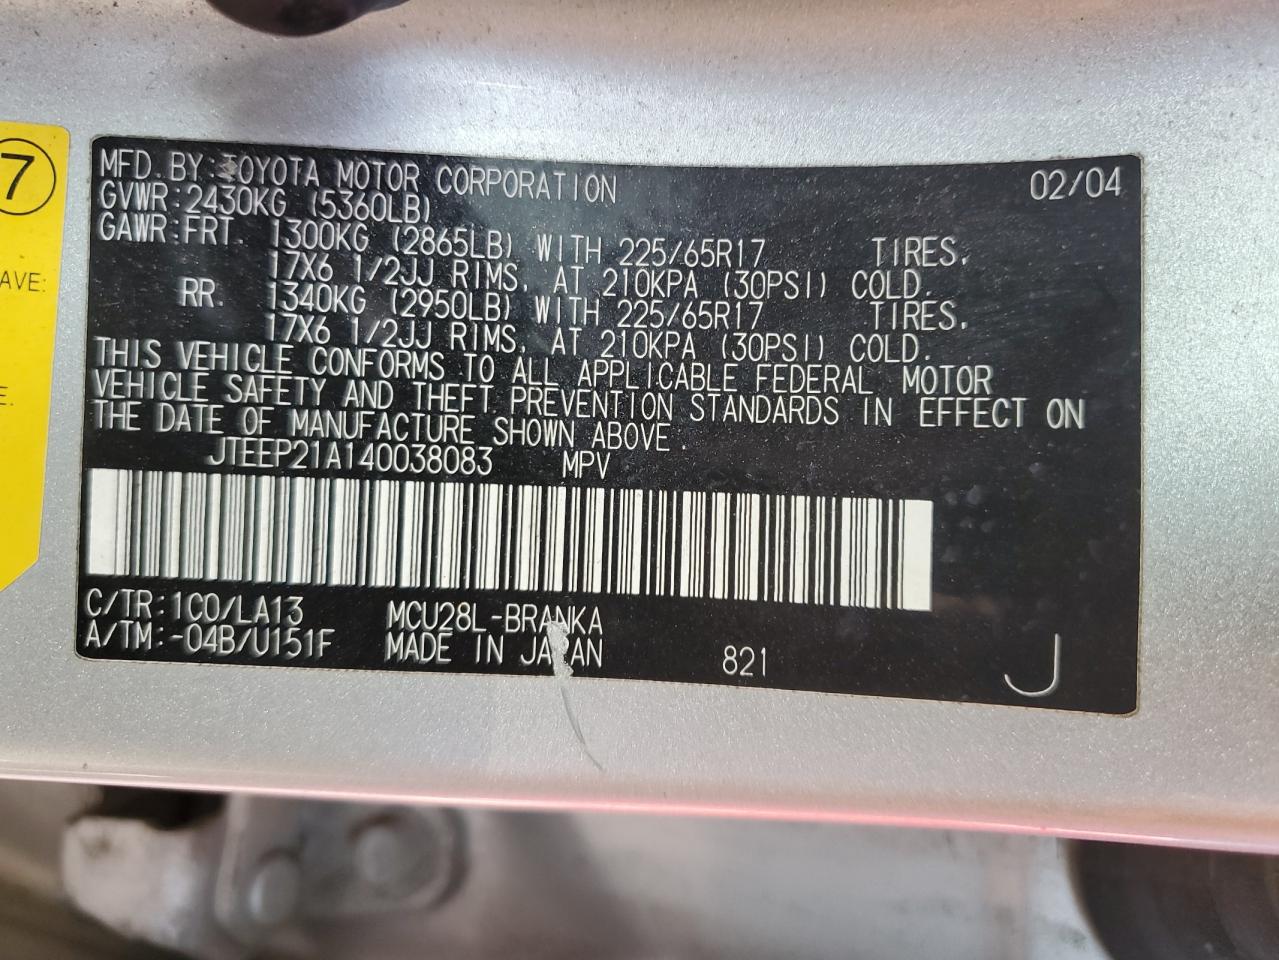 7
AVE:
E.
MFD. BY: TOYOTA MOTOR CORPORATION 02/04
GVWR: 2430KG (5360LB)
GAWR: FRT. 1300KG (2865LB) WITH 225/65R17 TIRES,
17X6 1/2JJ RIMS, AT 210KPA (30PSI) COLD.
RR. 1340KG (2950LB) WITH 225/65R17 TIRES,
17X6 1/2JJ RIMS, AT 210KPA (30PSI) COLD.
THIS VEHICLE CONFORMS TO ALL APPLICABLE FEDERAL MOTOR
VEHICLE SAFETY AND THEFT PREVENTION STANDARDS IN EFFECT ON
THE DATE OF MANUFACTURE SHOWN ABOVE.
JTEEP21A140038083 MPV
C/TR: 1C0/LA13 MCU28L-BRANKA
A/TM: -04B/U151F MADE IN JAPAN 821 J